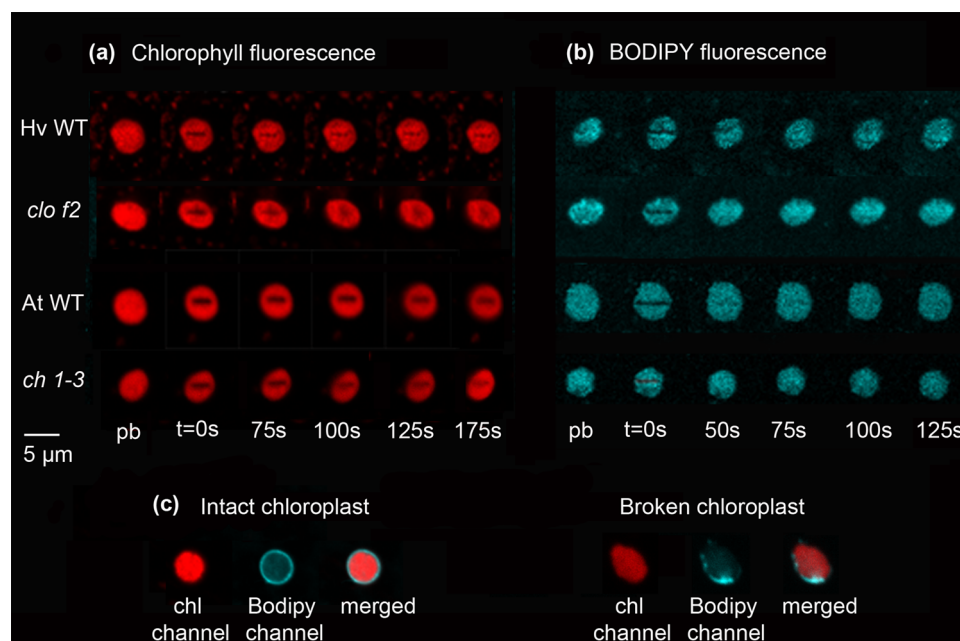 (a) Chlorophyll fluorescence
(b) BODIPY fluorescence
Hv WT
clo f2
At WT
ch 1-3
pb t=0s 75s 100s 125s 175s
pb t=0s 50s 75s 100s 125s
5 µm
(c) Intact chloroplast
Broken chloroplast
chl channel
Bodipy channel
merged
chl channel
Bodipy channel
merged